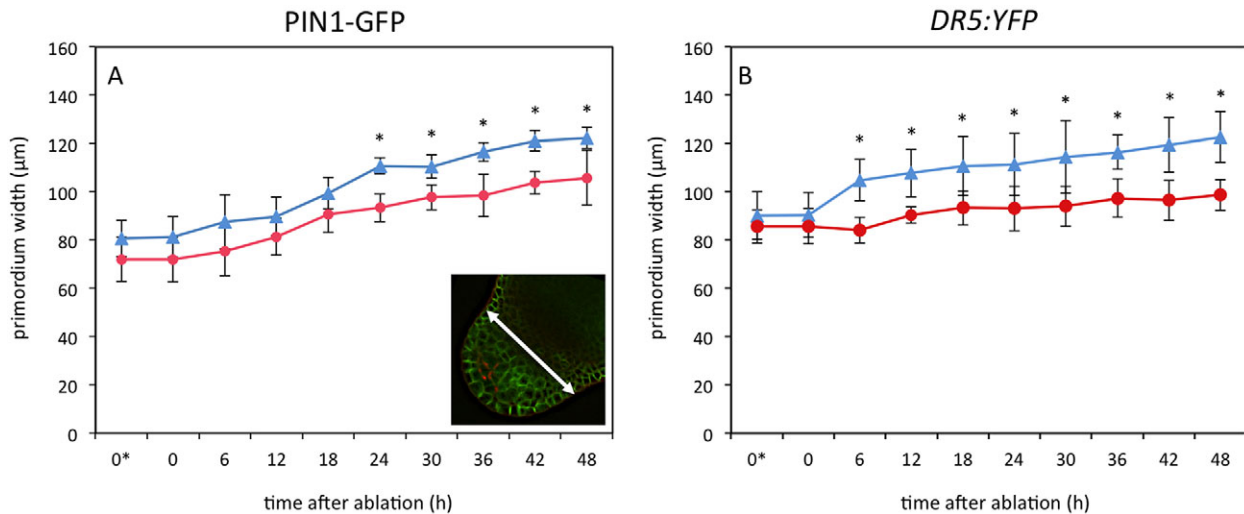 PIN1-GFP
A
160
140
120
100
80
60
40
20
0
primordium width (µm)
* * * * *
0* 0 6 12 18 24 30 36 42 48
time after ablation (h)
DR5:YFP
B
160
140
120
100
80
60
40
20
0
primordium width (µm)
* * * * * * * *
0* 0 6 12 18 24 30 36 42 48
time after ablation (h)